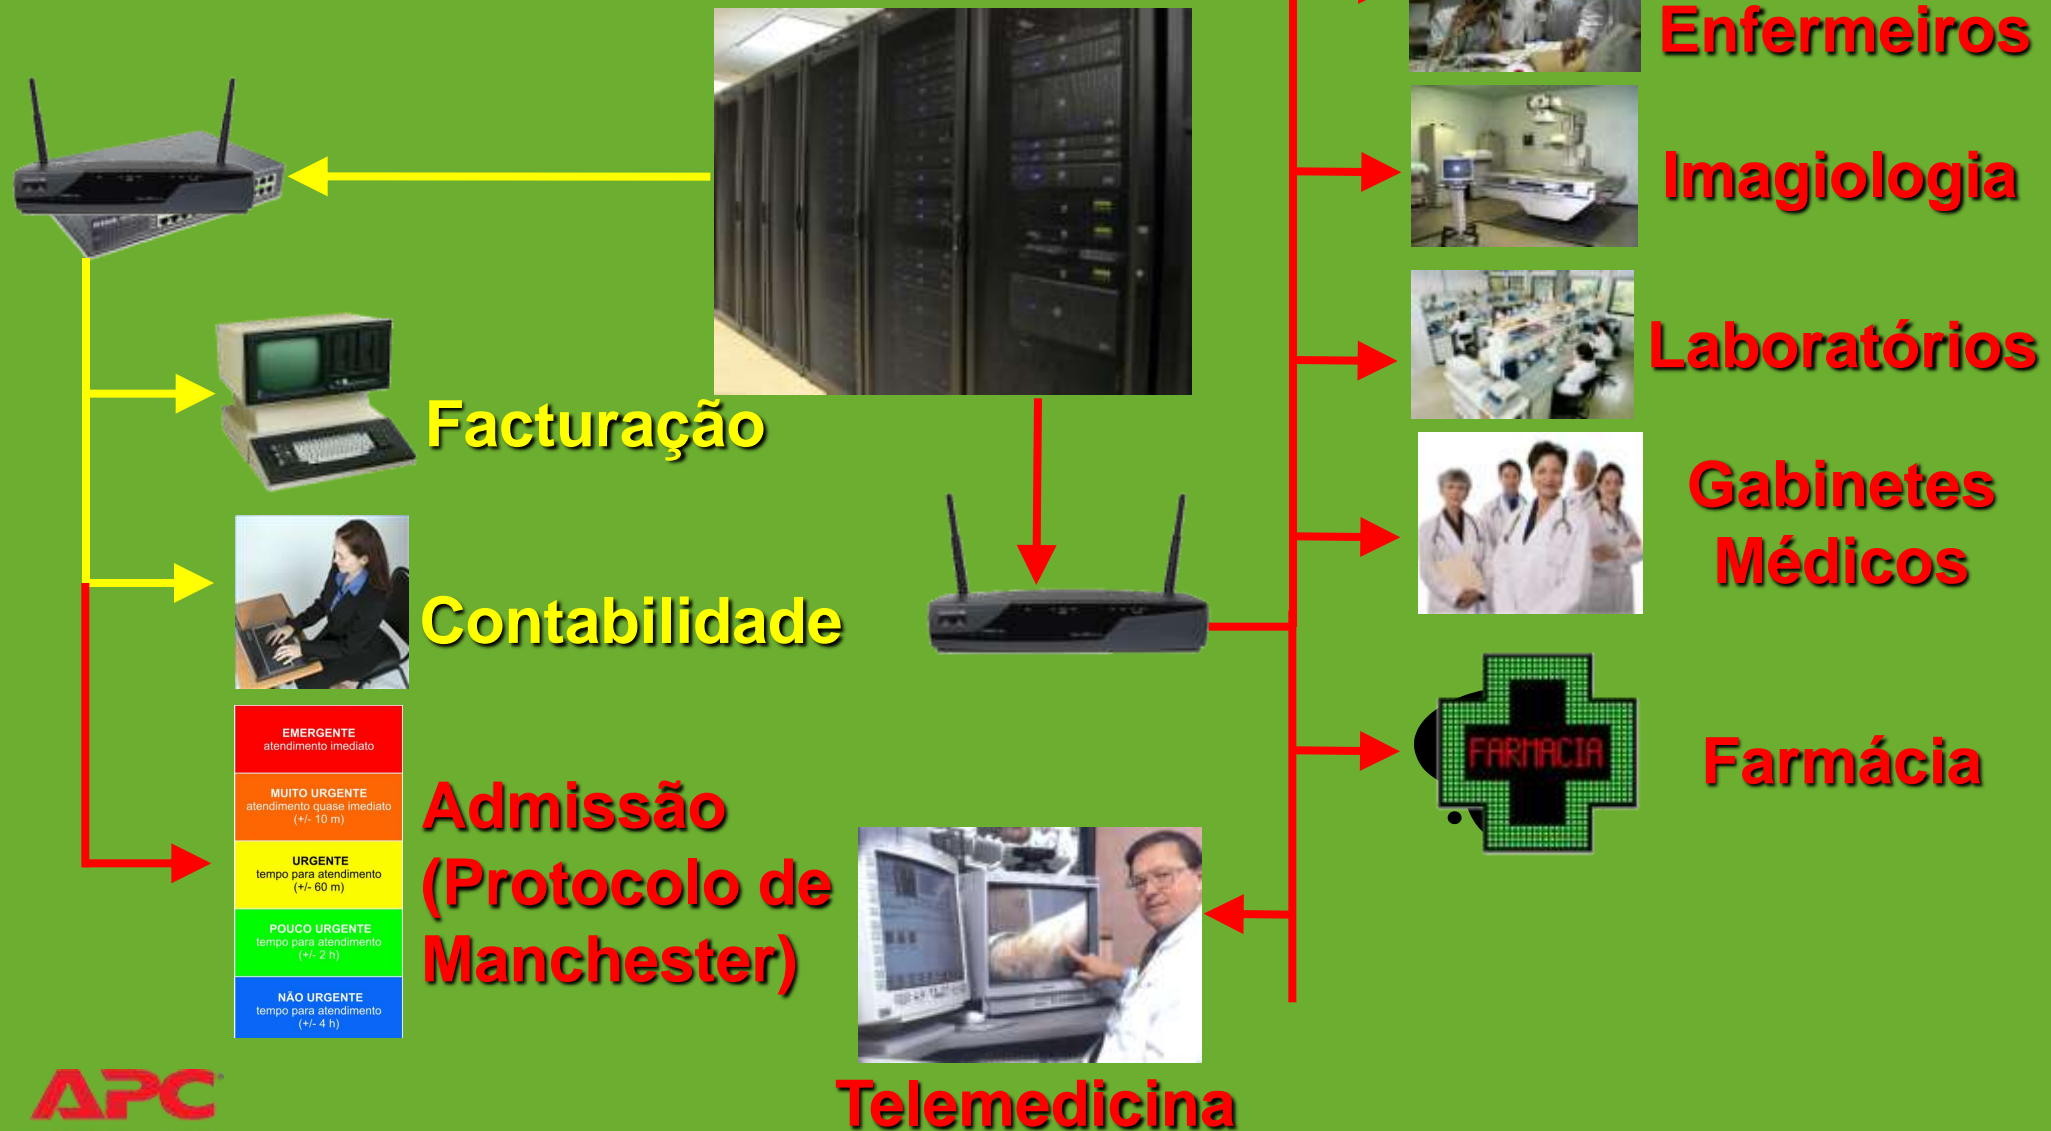 Enfermeiros
Imagiologia
Laboratórios
Gabinetes
Médicos
Farmácia
FARMACIA
Facturação
Contabilidade
EMERGENTE
atendimento imediato
MUITO URGENTE
atendimento quase imediato
(+/- 10 m)
URGENTE
tempo para atendimento
(+/- 60 m)
POUCO URGENTE
tempo para atendimento
(+/- 2 h)
NÃO URGENTE
tempo para atendimento
(+/- 4 h)
Admissão
(Protocolo de
Manchester)
Telemedicina
APC